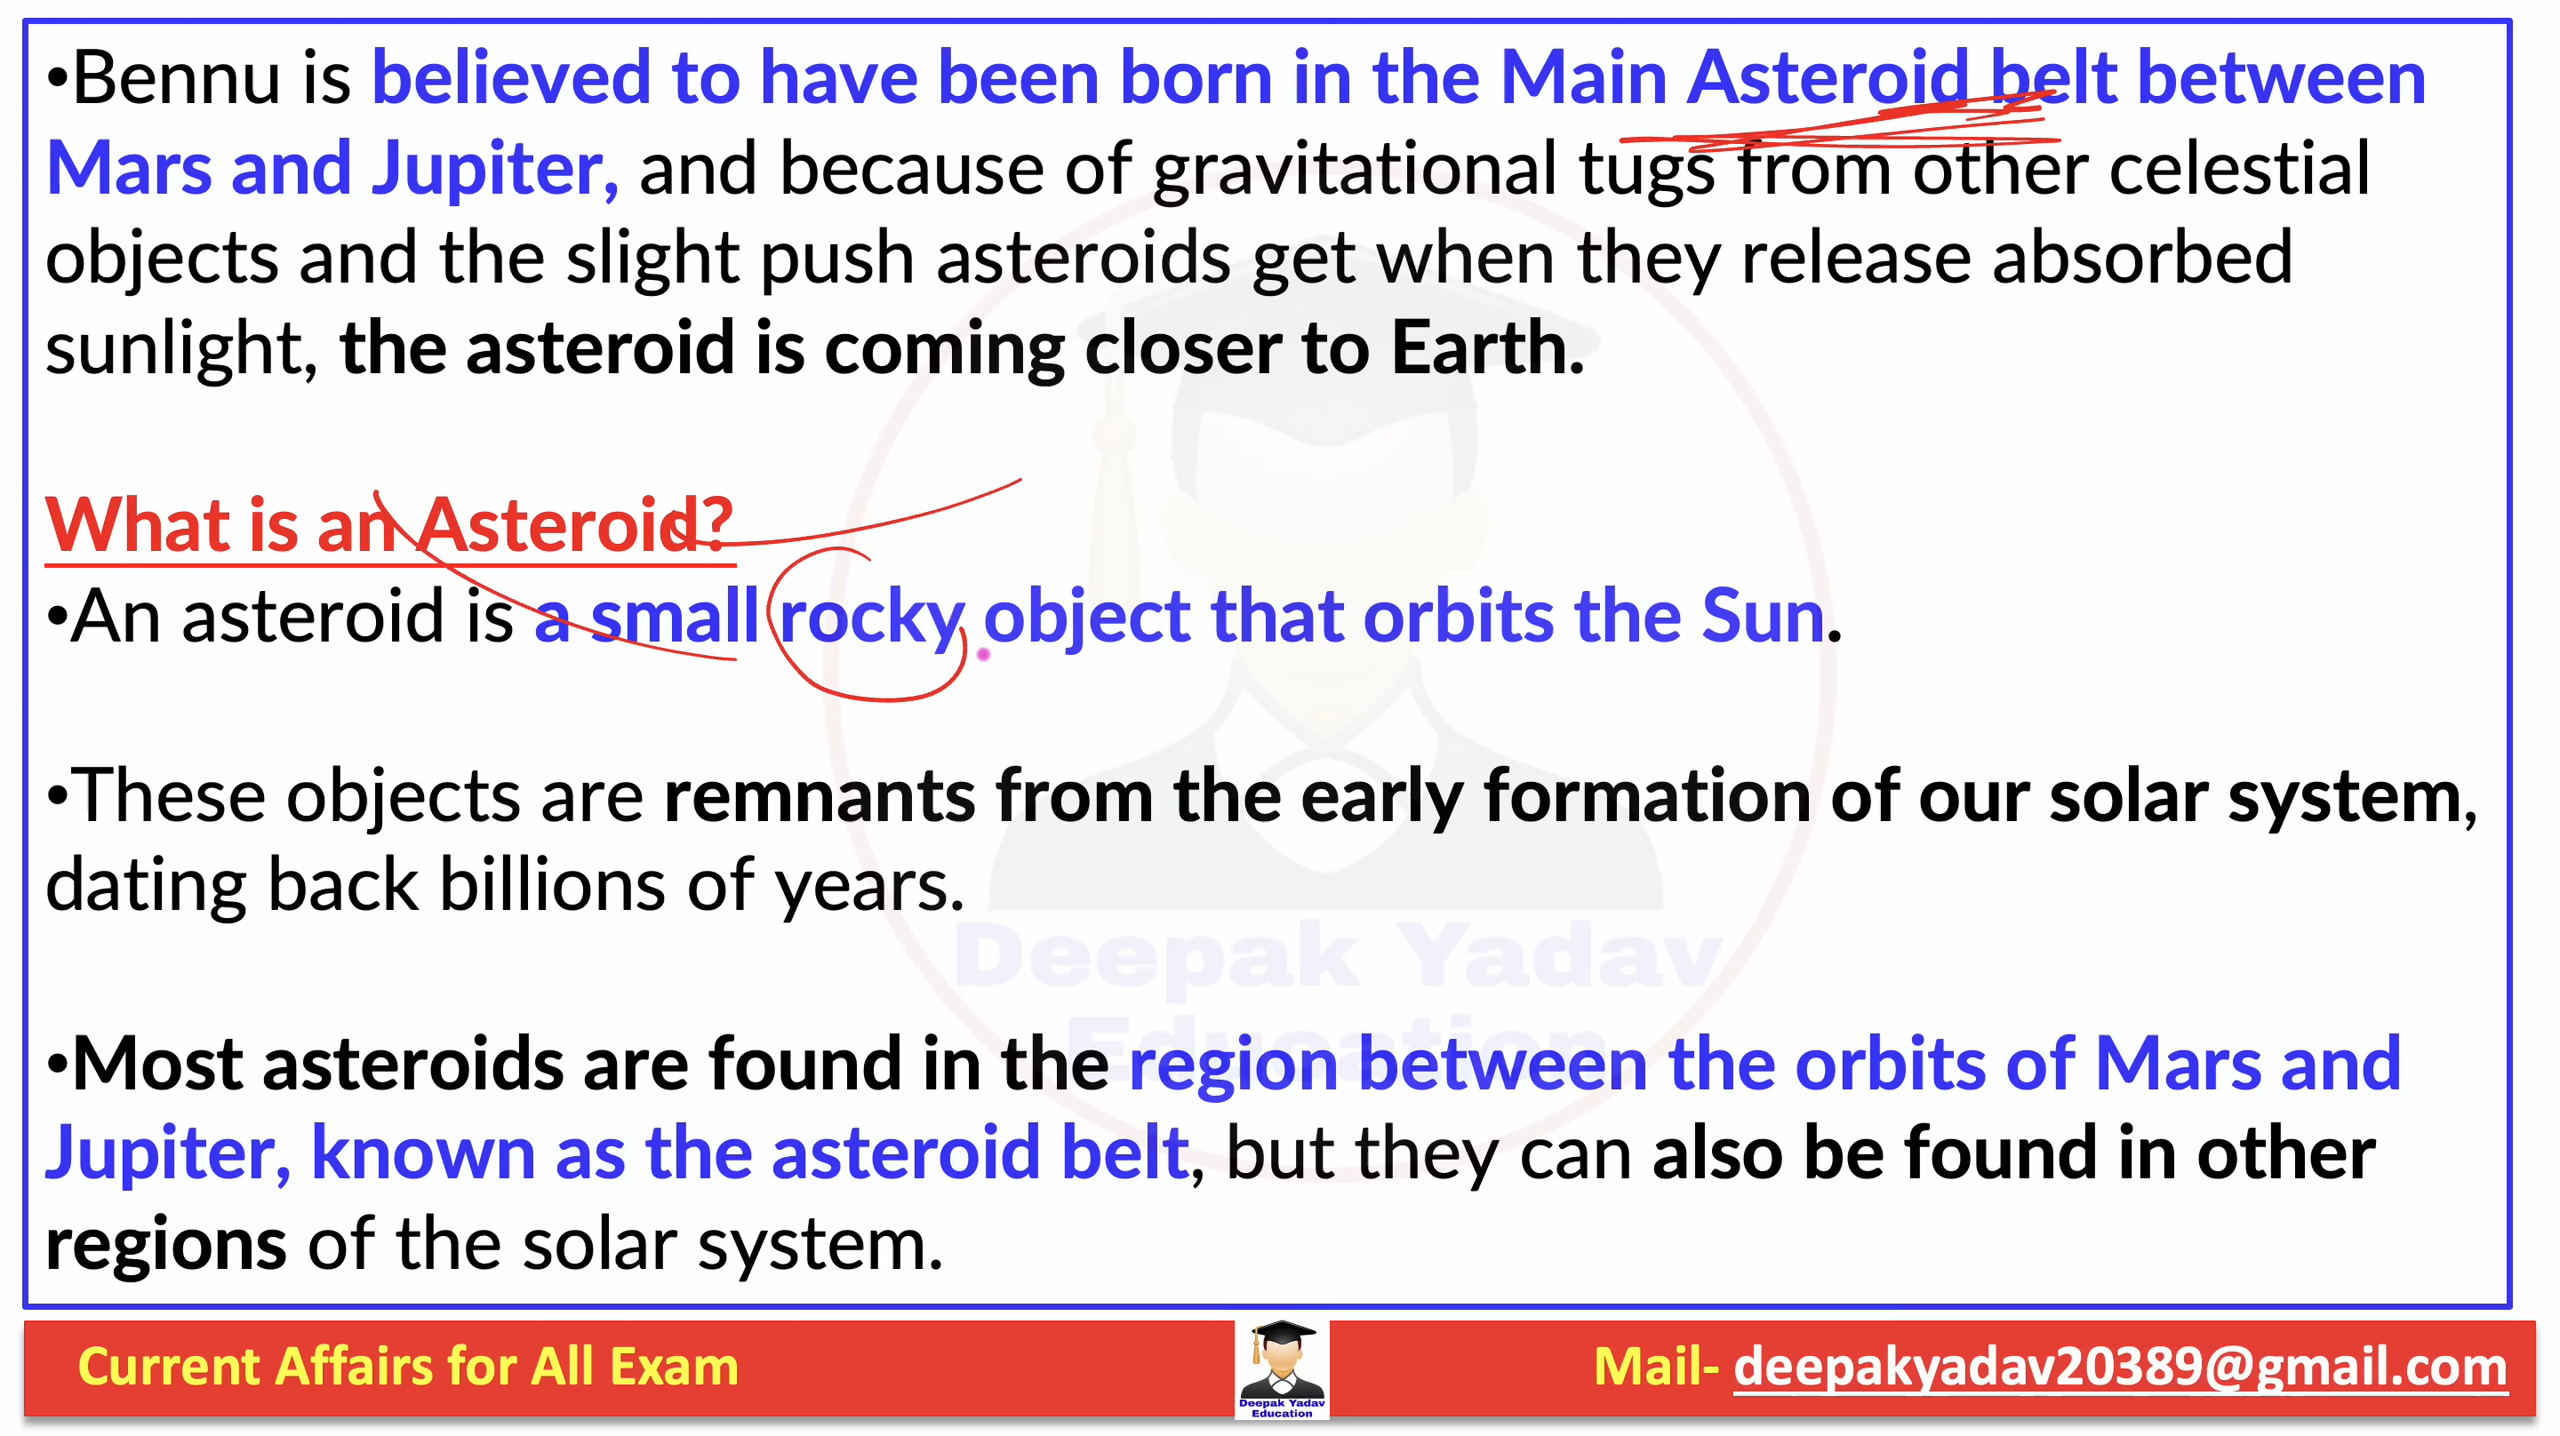 •Bennu is believed to have been born in the Main Asteroid belt between
Mars and Jupiter, and because of gravitational tugs from other celestial
objects and the slight push asteroids get when they release absorbed
sunlight, the asteroid is coming closer to Earth.
What is an Asteroid?
•An asteroid is a small rocky object that orbits the Sun.
•These objects are remnants from the early formation of our solar system,
dating back billions of years.
Deepak Yadav
Education
•Most asteroids are found in the region between the orbits of Mars and
Jupiter, known as the asteroid belt, but they can also be found in other
regions of the solar system.
Current Affairs for All Exam
Deepak Yadav
Education
Mail- deepakyadav20389@gmail.com